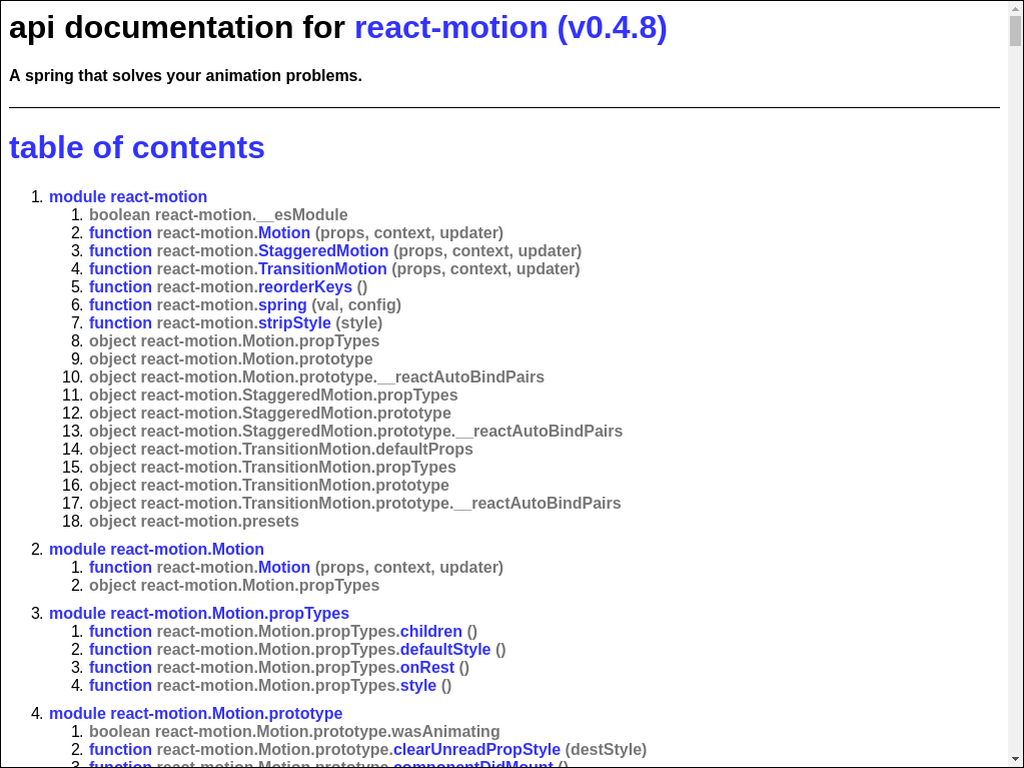 api documentation for react-motion (v0.4.8)
A spring that solves your animation problems.
table of contents
1. module react-motion
1. boolean react-motion.__esModule
2. function react-motion.Motion (props, context, updater)
3. function react-motion.StaggeredMotion (props, context, updater)
4. function react-motion.TransitionMotion (props, context, updater)
5. function react-motion.reorderKeys ()
6. function react-motion.spring (val, config)
7. function react-motion.stripStyle (style)
8. object react-motion.Motion.propTypes
9. object react-motion.Motion.prototype
10. object react-motion.Motion.prototype.__reactAutoBindPairs
11. object react-motion.StaggeredMotion.propTypes
12. object react-motion.StaggeredMotion.prototype
13. object react-motion.StaggeredMotion.prototype.__reactAutoBindPairs
14. object react-motion.TransitionMotion.defaultProps
15. object react-motion.TransitionMotion.propTypes
16. object react-motion.TransitionMotion.prototype
17. object react-motion.TransitionMotion.prototype.__reactAutoBindPairs
18. object react-motion.presets
2. module react-motion.Motion
1. function react-motion.Motion (props, context, updater)
2. object react-motion.Motion.propTypes
3. module react-motion.Motion.propTypes
1. function react-motion.Motion.propTypes.children ()
2. function react-motion.Motion.propTypes.defaultStyle ()
3. function react-motion.Motion.propTypes.onRest ()
4. function react-motion.Motion.propTypes.style ()
4. module react-motion.Motion.prototype
1. boolean react-motion.Motion.prototype.wasAnimating
2. function react-motion.Motion.prototype.clearUnreadPropStyle (destStyle)
3. function react-motion.Motion.prototype.componentDidMount ()